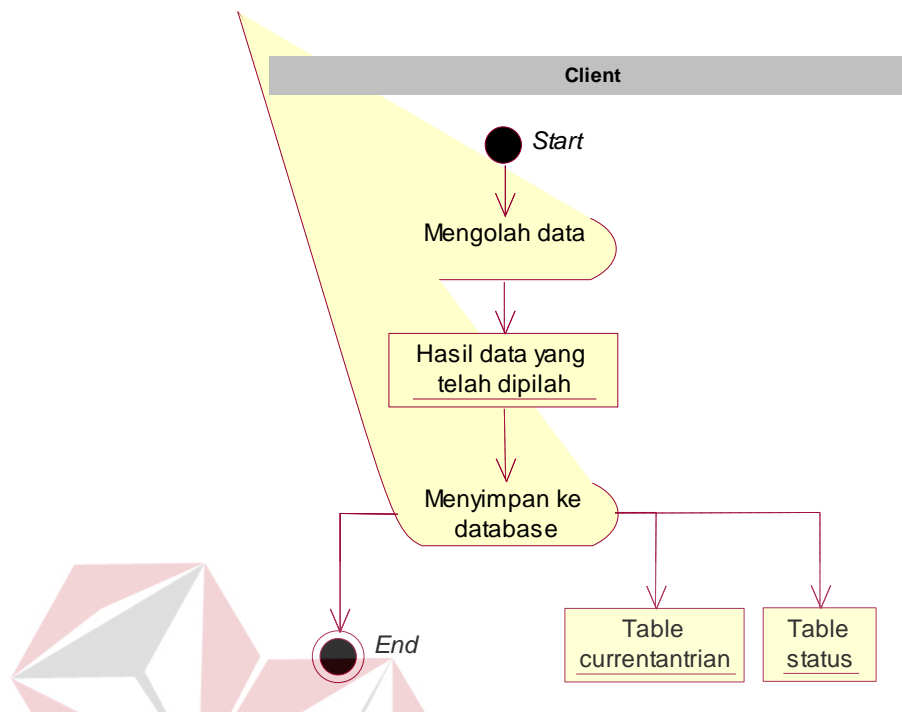 Client
Start
Mengolah data
Hasil data yang
telah dipilah
Menyimpan ke
database
End
Table
currentantrian
Table
status